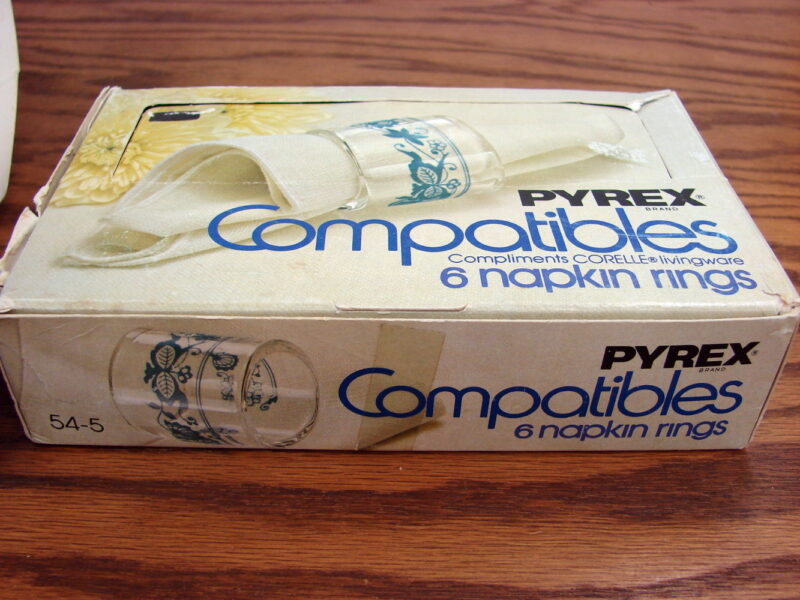 PYREX®
BRAND
Compatibles
Compliments CORELLE® livingware
6 napkin rings
PYREX®
BRAND
Compatibles
6 napkin rings
54-5